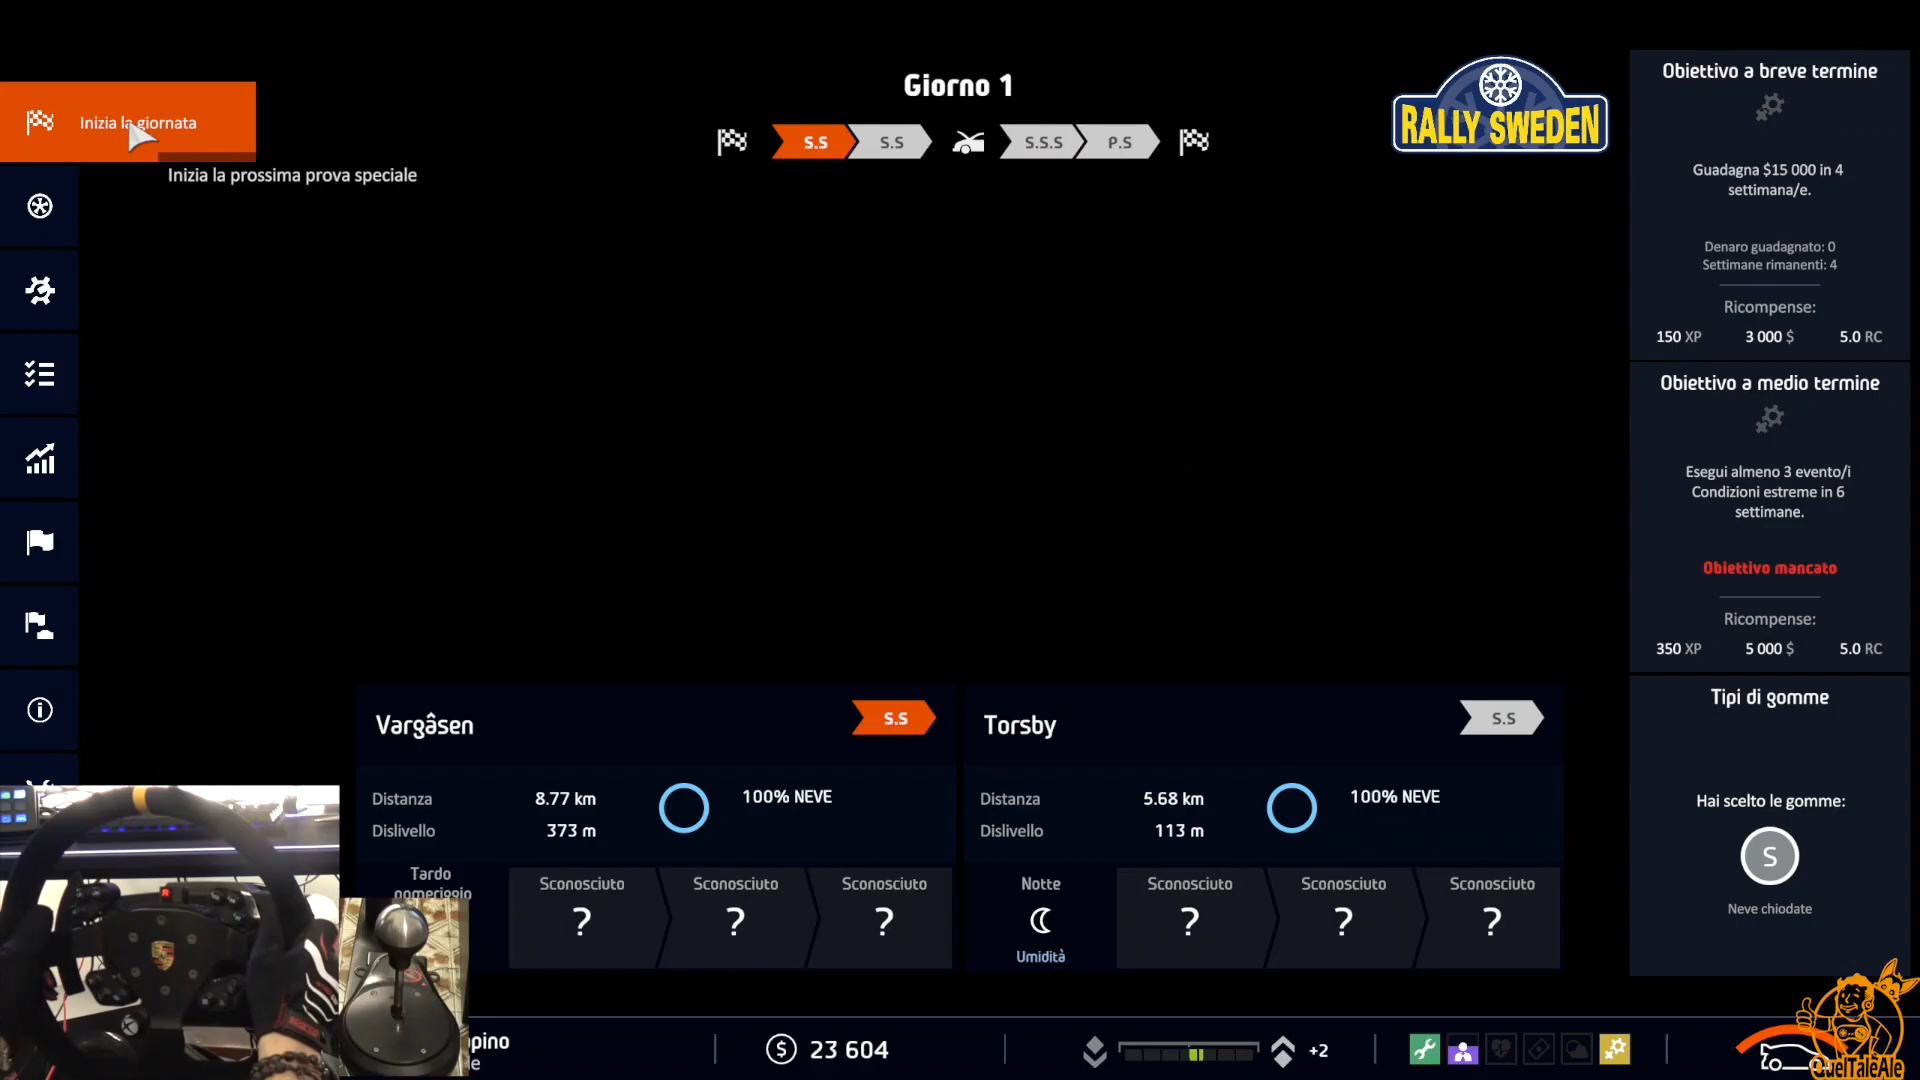 Giorno 1
RALLY SWEDEN
Inizia la giornata
S.S
S.S
S.S.S
P.S
Inizia la prossima prova speciale
Obiettivo a breve termine
Guadagna $15 000 in 4
settimana/e.
Denaro guadagnato: 0
Settimane rimanenti: 4
Ricompense:
150 XP
3 000 $
5.0 RC
Obiettivo a medio termine
Esegui almeno 3 evento/i
Condizioni estreme in 6
settimane.
Obiettivo mancato
Ricompense:
350 XP
5 000 $
5.0 RC
Tipi di gomme
Hai scelto le gomme:
S
Neve chiodate
Vargâsen
S.S
Distanza
8.77 km
100% NEVE
Dislivello
373 m
Tardo
pomeriggio
Sconosciuto
?
Sconosciuto
?
Sconosciuto
?
Torsby
S.S
Distanza
5.68 km
100% NEVE
Dislivello
113 m
Notte
Umidità
Sconosciuto
?
Sconosciuto
?
Sconosciuto
?
$ 23 604
+2
QuelTaleAle